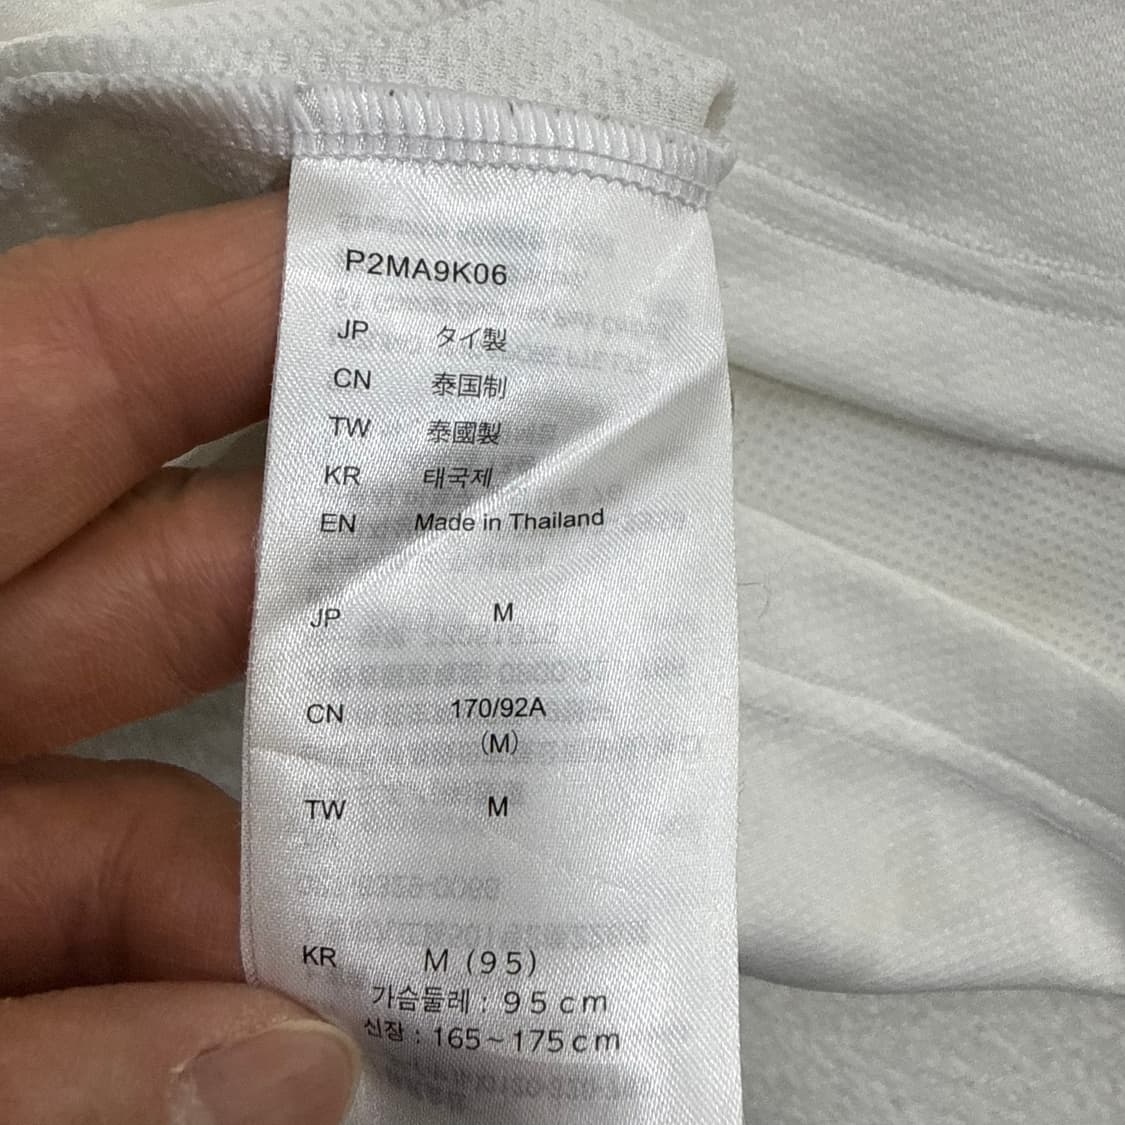 P2MA9K06
JP タイ製
CN 泰国制
TW 泰國製
KR 태국제
EN Made in Thailand
JP M
CN 170/92A
(M)
TW M
KR M (95)
가슴둘레 : 95cm
신장 : 165~175cm